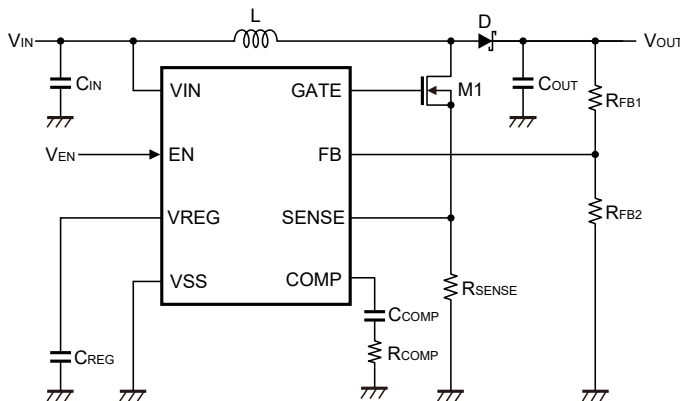 L
D
VIN
VOUT
CIN
VIN
GATE
M1
COUT
RFB1
VEN
EN
FB
VREG
SENSE
RFB2
VSS
COMP
RSENSE
CCOMP
RCOMP
CREG